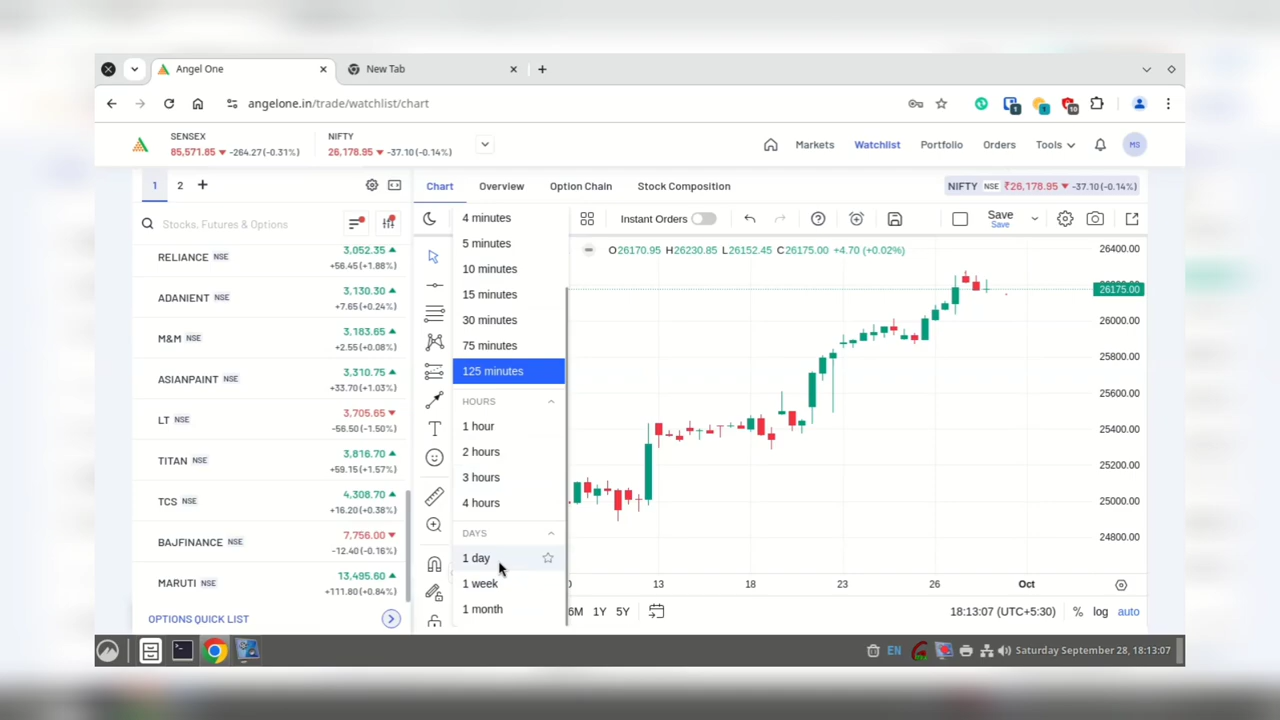 Angel One
New Tab
angelone.in/trade/watchlist/chart
1
1
10
SENSEX
85,571.85 -264.27(-0.31%)
NIFTY
26,178.95 -37.10(-0.14%)
Markets
Watchlist
Portfolio
Orders
Tools
MS
1 2
Chart Overview Option Chain Stock Composition
NIFTY NSE ₹26,178.95 -37.10(-0.14%)
Stocks, Futures & Options
RELIANCE NSE 3,052.35
+56.45(+1.88%)
ADANIENT NSE 3,130.30
+7.65(+0.24%)
M&M NSE 3,183.65
+2.55(+0.08%)
ASIANPAINT NSE 3,310.75
+33.70(+1.03%)
LT NSE 3,705.65
-56.50(-1.50%)
TITAN NSE 3,816.70
+59.15(+1.57%)
TCS NSE 4,308.70
+16.20(+0.38%)
BAJFINANCE NSE 7,756.00
-12.40(-0.16%)
MARUTI NSE 13,495.60
+111.80(+0.84%)
OPTIONS QUICK LIST
4 minutes
5 minutes
10 minutes
15 minutes
30 minutes
75 minutes
125 minutes
HOURS
1 hour
2 hours
3 hours
4 hours
DAYS
1 day
1 week
1 month
Instant Orders
Save
Save
O26170.95 H26230.85 L26152.45 C26175.00 +4.70 (+0.02%)
26400.00
26175.00
26000.00
25800.00
25600.00
25400.00
25200.00
25000.00
24800.00
13 18 23 26 Oct
6M 1Y 5Y
18:13:07 (UTC+5:30) % log auto
EN
Saturday September 28, 18:13:07